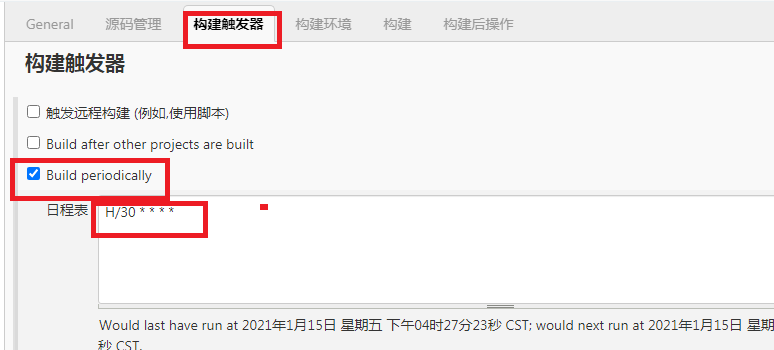 General 源码管理 构建触发器 构建环境 构建 构建后操作
构建触发器
触发远程构建 (例如,使用脚本)
Build after other projects are built
Build periodically
日程表 H/30 * * * *
Would last have run at 2021年1月15日 星期五 下午04时27分23秒 CST; would next run at 2021年1月15日 星期
秒 CST.